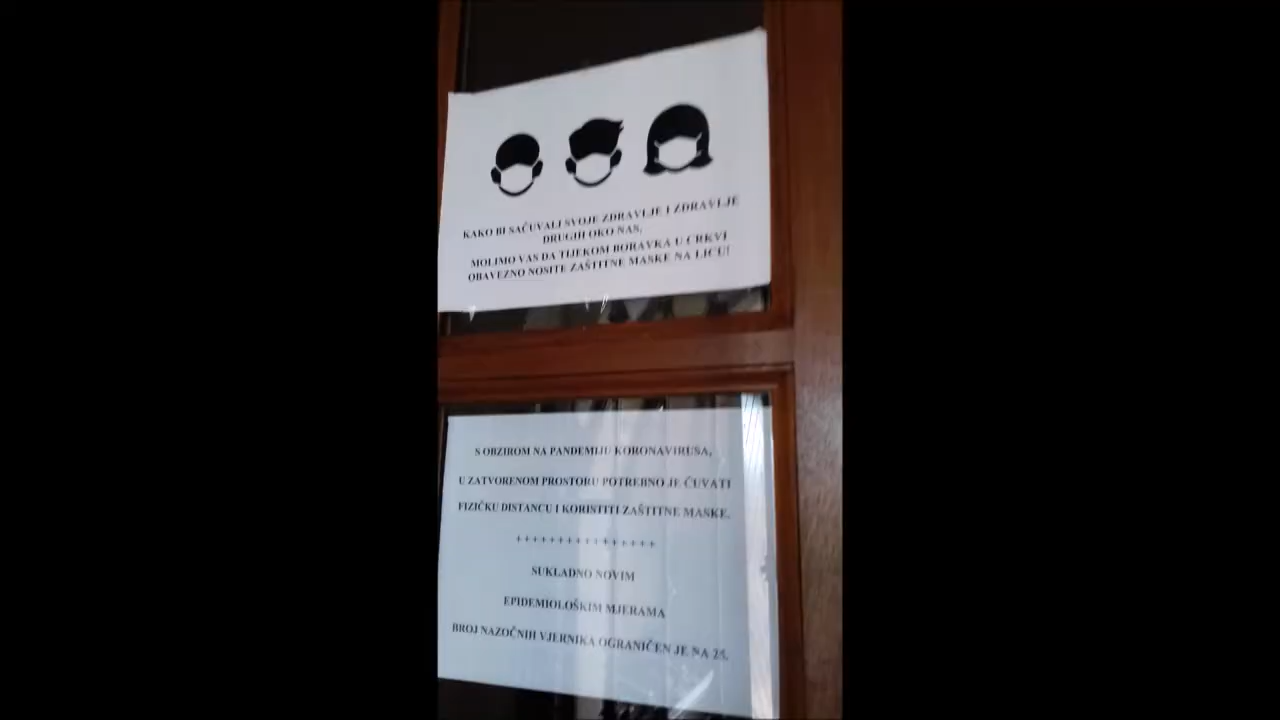 KAKO BI SAČUVALI SVOJE ZDRAVLJE I ZDRAVLJE
DRUGIH OKO NAS,
MOLIMO VAS DA TIJEKOM BORAVKA U CRKVI
OBAVEZNO NOSITE ZAŠTITNE MASKE NA LICU!
S OBZIROM NA PANDEMIJU KORONAVIRUSA,
U ZATVORENOM PROSTORU POTREBNO JE ČUVATI
FIZIČKU DISTANCU I KORISTITI ZAŠTITNE MASKE.
++++++++++++++++
SUKLADNO NOVIM
EPIDEMIOLOŠKIM MJERAMA
BROJ NAZOČNIH VJERNIKA OGRANIČEN JE NA 25.